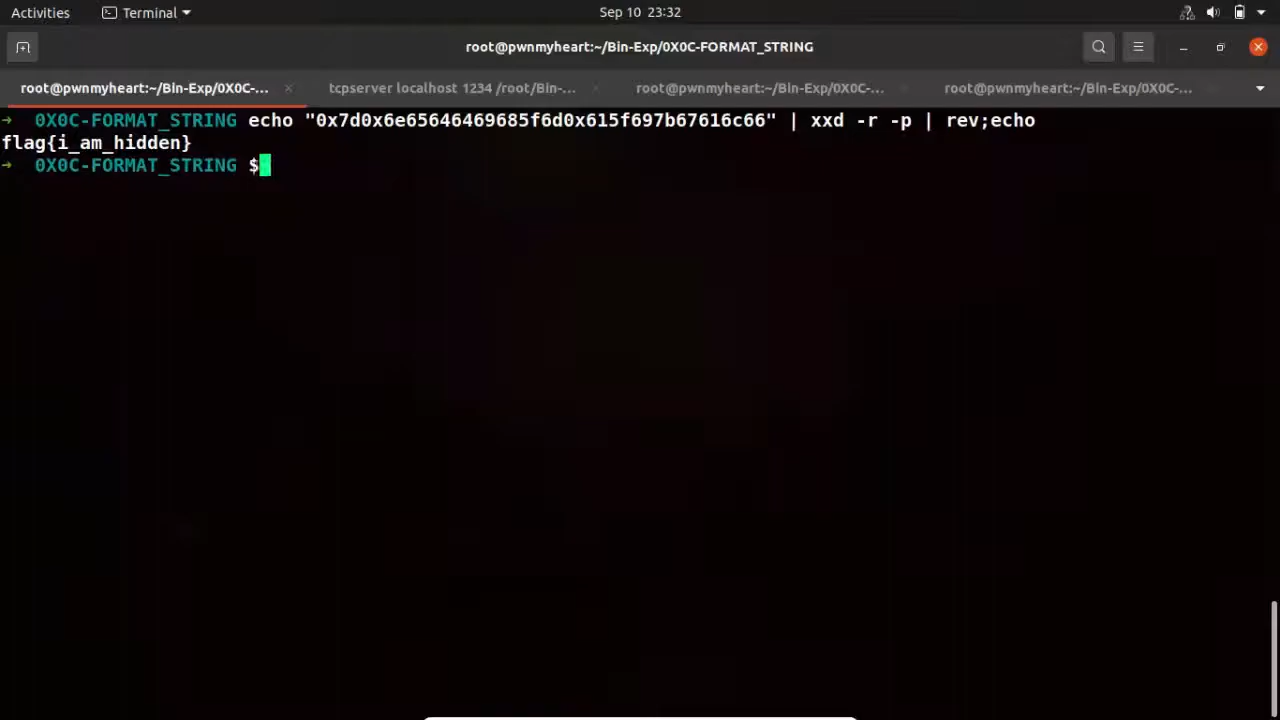 Activities Terminal Sep 10 23:32
root@pwnmyheart:~/Bin-Exp/0X0C-FORMAT_STRING
root@pwnmyheart:~/Bin-Exp/0X0C-... tcpserver localhost 1234 /root/Bin-... root@pwnmyheart:~/Bin-Exp/0X0C-... root@pwnmyheart:~/Bin-Exp/0X0C-...
→ 0X0C-FORMAT_STRING echo "0x7d0x6e65646469685f6d0x615f697b67616c66" | xxd -r -p | rev;echo
flag{i_am_hidden}
→ 0X0C-FORMAT_STRING $